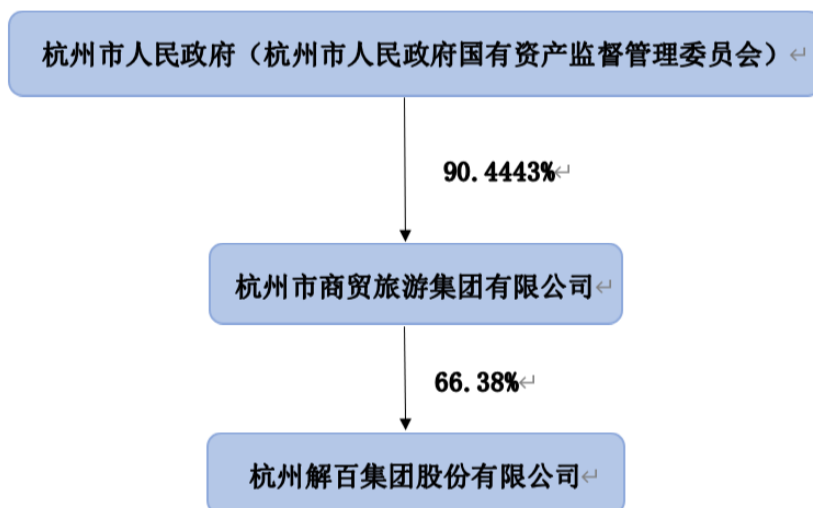 杭州市人民政府（杭州市人民政府国有资产监督管理委员会）
90.4443%
杭州市商贸旅游集团有限公司
66.38%
杭州解百集团股份有限公司